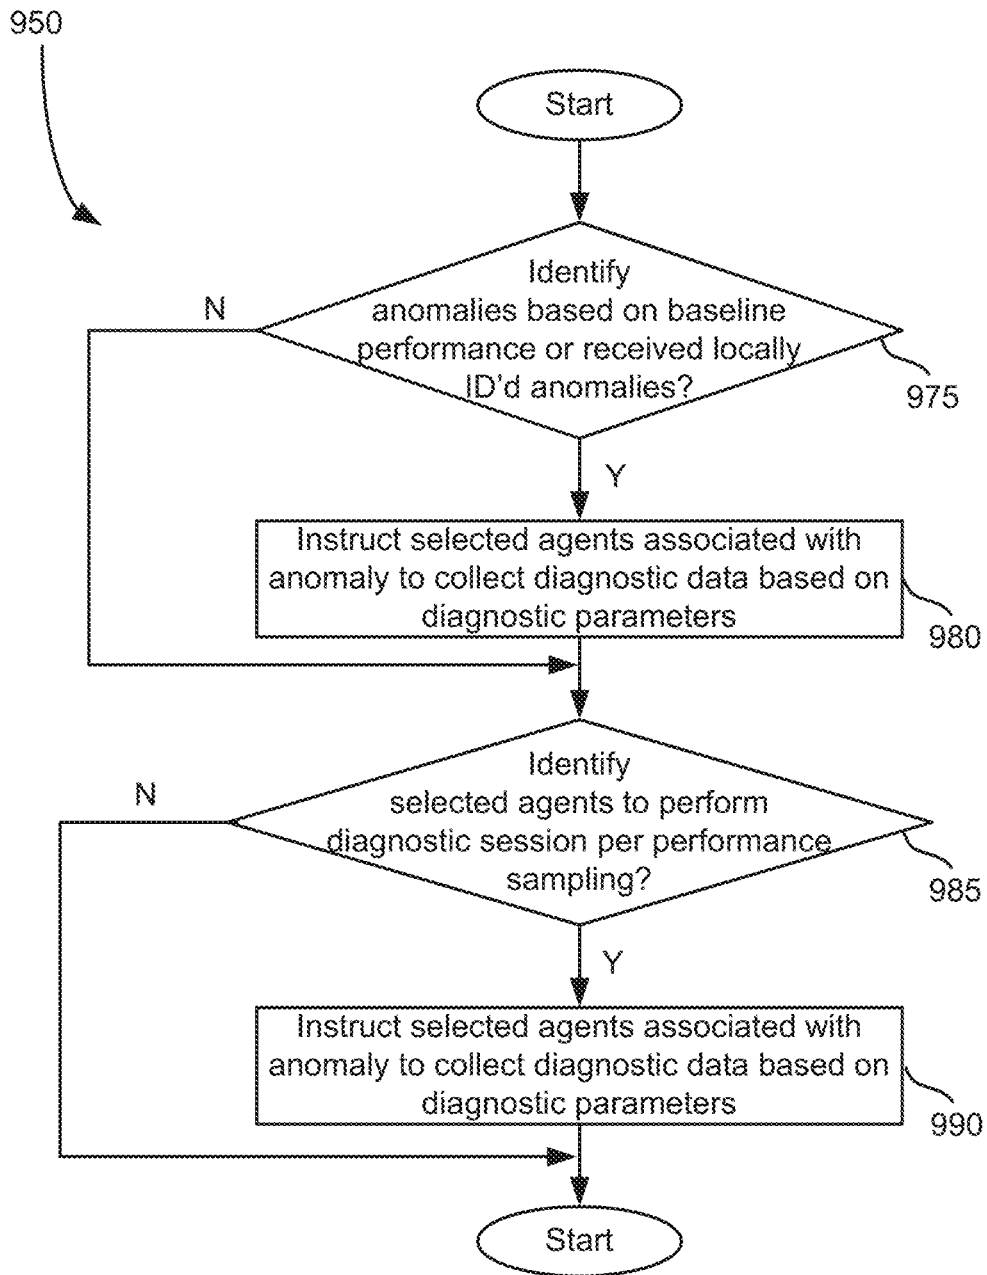 950
Start
Identify
anomalies based on baseline
performance or received locally
ID'd anomalies?
N
975
Y
Instruct selected agents associated with
anomaly to collect diagnostic data based on
diagnostic parameters
980
Identify
selected agents to perform
diagnostic session per performance
sampling?
N
985
Y
Instruct selected agents associated with
anomaly to collect diagnostic data based on
diagnostic parameters
990
Start